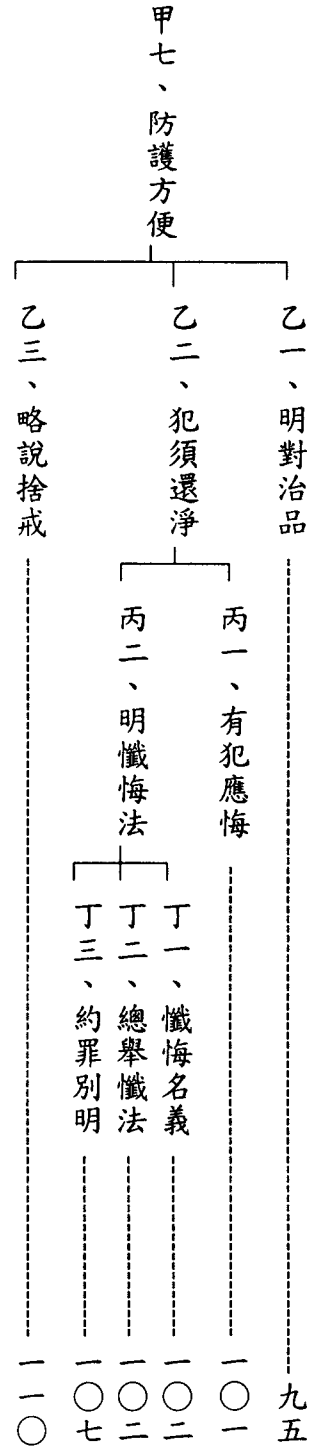 甲七、防護方便
乙一、明對治品 九五
乙二、犯須還淨
丙一、有犯應悔 一〇一
丙二、明懺悔法
丁一、懺悔名義 一〇二
丁二、總舉懺法 一〇二
丁三、約罪別明 一〇七
乙三、略說捨戒 一一〇